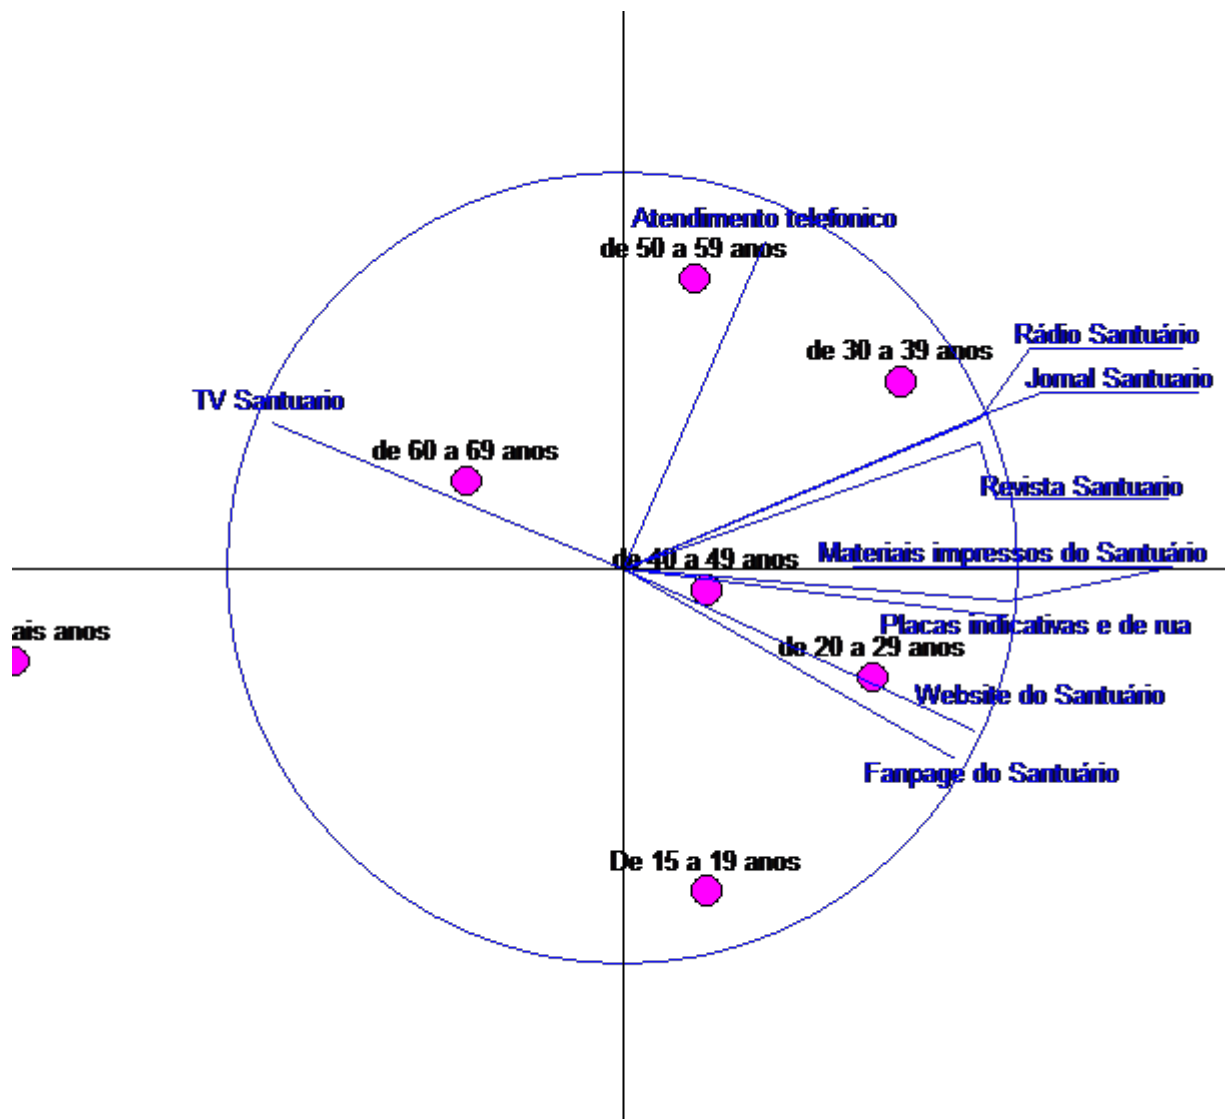 Atendimento telefonico
de 50 a 59 anos
Rádio Santuário
de 30 a 39 anos
Jornal Santuario
TV Santuario
de 60 a 69 anos
Revista Santuario
Materiais impressos do Santuário
de 40 a 49 anos
Placas indicativas e de rua
ais anos
de 20 a 29 anos
Website do Santuário
Fanpage do Santuário
De 15 a 19 anos